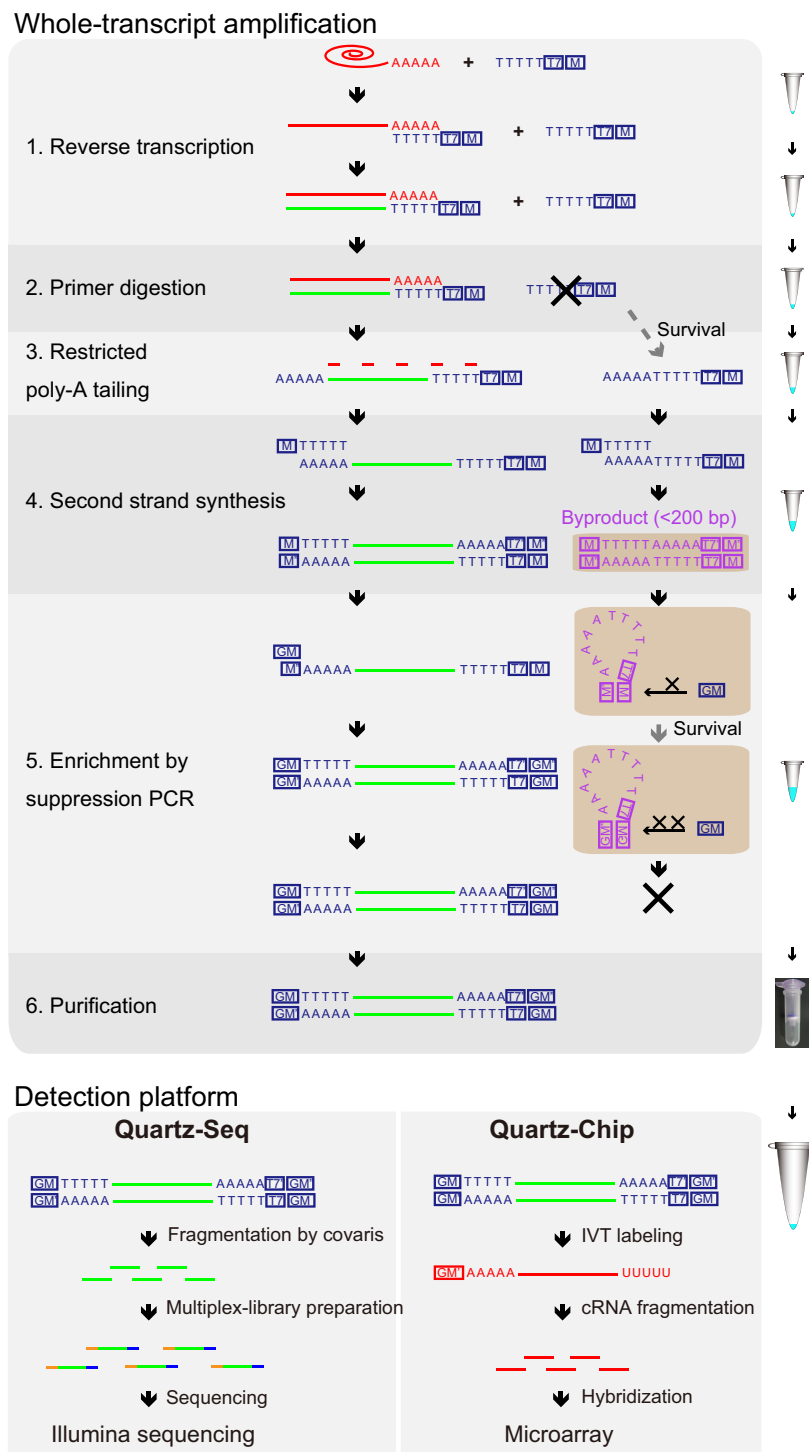 Whole-transcript amplification
AAAAA + TTTTT T7 M
AAAAA
1. Reverse transcription
TTTTT T7 M + TTTTT T7 M
AAAAA
TTTTT T7 M + TTTTT T7 M
2. Primer digestion
AAAAA
TTTTT T7 M TTTT T7 M
Survival
3. Restricted
poly-A tailing
AAAAA TTTTT T7 M AAAAATTTTT T7 M
M TTTTT M TTTTT
AAAAA TTTTT T7 M AAAAATTTTT T7 M
4. Second strand synthesis
Byproduct (<200 bp)
M TTTTT AAAAA T7' M' M TTTTTAAAAA T7' M'
M' AAAAA TTTTT T7 M M' AAAAATTTTT T7 M
GM
M' AAAAA TTTTT T7 M
AAAAATTTTT T7 M M GM
Survival
5. Enrichment by
suppression PCR
GM TTTTT AAAAA T7' GM'
GM' AAAAA TTTTT T7 GM
AAAAATTTTT T7 GM GM GM
GM TTTTT AAAAA T7' GM'
GM' AAAAA TTTTT T7 GM
6. Purification
GM TTTTT AAAAA T7' GM'
GM' AAAAA TTTTT T7 GM
Detection platform
Quartz-Seq
GM TTTTT AAAAA T7' GM'
GM' AAAAA TTTTT T7 GM
Fragmentation by covaris
Multiplex-library preparation
Sequencing
Illumina sequencing
Quartz-Chip
GM TTTTT AAAAA T7' GM'
GM' AAAAA TTTTT T7 GM
IVT labeling
GM' AAAAA UUUUU
cRNA fragmentation
Hybridization
Microarray